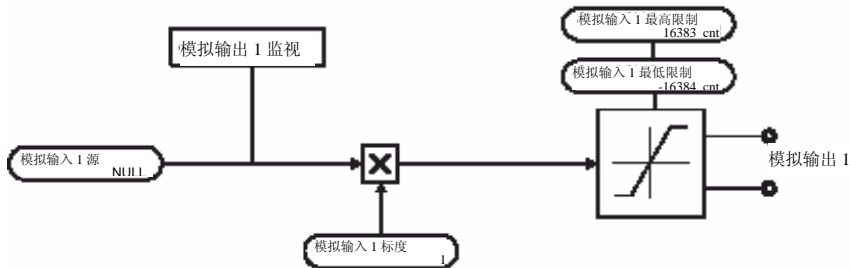 模拟输入 1 最高限制
16383 cnt
模拟输出 1 监视
模拟输入 1 最低限制
-16384 cnt
模拟输入 1 源
NULL
模拟输出 1
模拟输入 1 标度
1